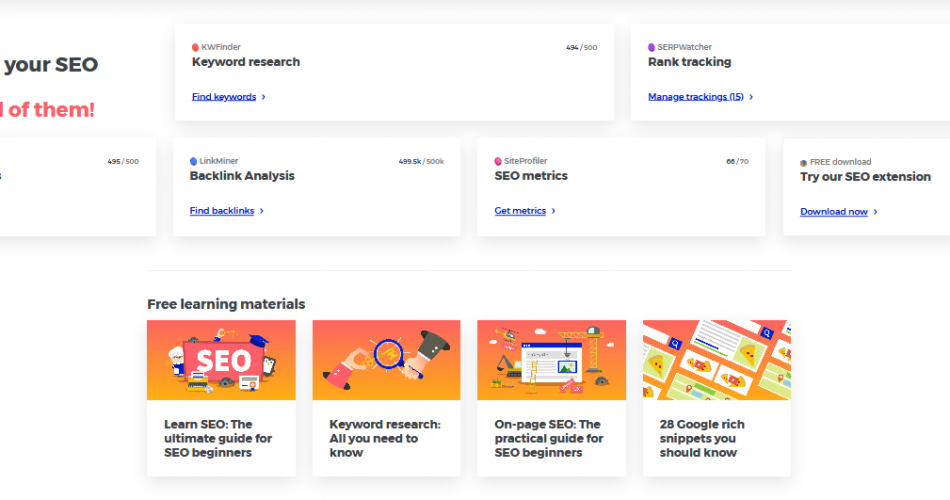 your SEO
of them!
KWFinder
494 / 500
Keyword research
Find keywords
SERPWatcher
Rank tracking
Manage trackings (15)
495 / 500
LinkMiner
499.5k / 500k
Backlink Analysis
Find backlinks
SiteProfiler
66 / 70
SEO metrics
Get metrics
FREE download
Try our SEO extension
Download now
Free learning materials
SEO
Learn SEO: The
ultimate guide for
SEO beginners
Keyword research:
All you need to
know
On-page SEO: The
practical guide for
SEO beginners
28 Google rich
snippets you
should know